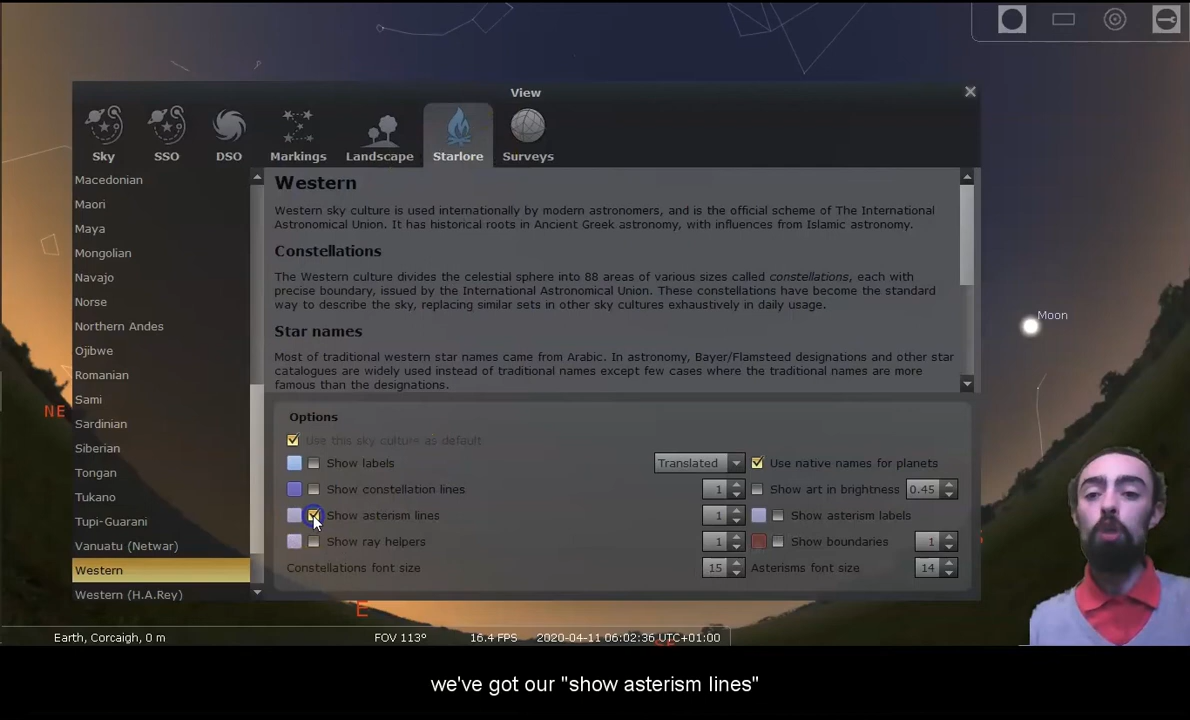 View
Sky
SSO
DSO
Markings
Landscape
Starlore
Surveys
Macedonian
Maori
Maya
Mongolian
Navajo
Norse
Northern Andes
Ojibwe
Romanian
Sami
Sardinian
Siberian
Tongan
Tukano
Tupi-Guarani
Vanuatu (Netwar)
Western
Western (H.A.Rey)
Western
Western sky culture is used internationally by modern astronomers, and is the official scheme of The International
Astronomical Union. It has historical roots in Ancient Greek astronomy, with influences from Islamic astronomy.
Constellations
The Western culture divides the celestial sphere into 88 areas of various sizes called constellations, each with
precise boundary, issued by the International Astronomical Union. These constellations have become the standard
way to describe the sky, replacing similar sets in other sky cultures exhaustively in daily usage.
Star names
Most of traditional western star names came from Arabic. In astronomy, Bayer/Flamsteed designations and other star
catalogues are widely used instead of traditional names except few cases where the traditional names are more
famous than the designations.
Options
Use this sky culture as default
Show labels Translated Use native names for planets
Show constellation lines 1 Show art in brightness 0.45
Show asterism lines 1 Show asterism labels
Show ray helpers 1 Show boundaries 1
Constellations font size 15 Asterisms font size 14
Moon
NE
E
Earth, Corcaigh, 0 m FOV 113° 16.4 FPS 2020-04-11 06:02:36 UTC+01:00
we've got our "show asterism lines"